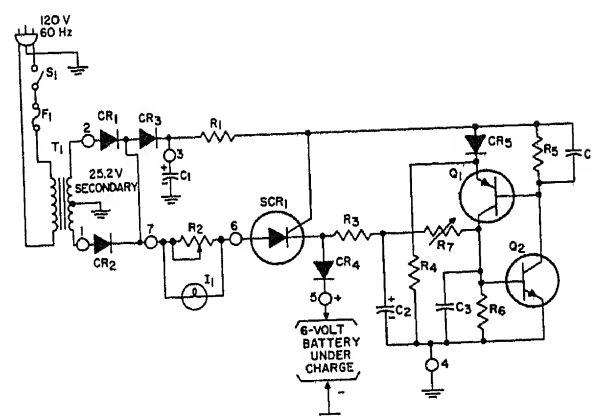 120 V
60 Hz
S1
F1
T1
2
CR1
CR3
R1
3
C1
+
−
25.2V
SECONDARY
1
CR2
7
R2
6
I1
SCR1
R3
CR4
5
+
6-VOLT
BATTERY
UNDER
CHARGE
−
C2
+
−
R4
R7
CR5
Q1
R5
C
Q2
C3
R6
4